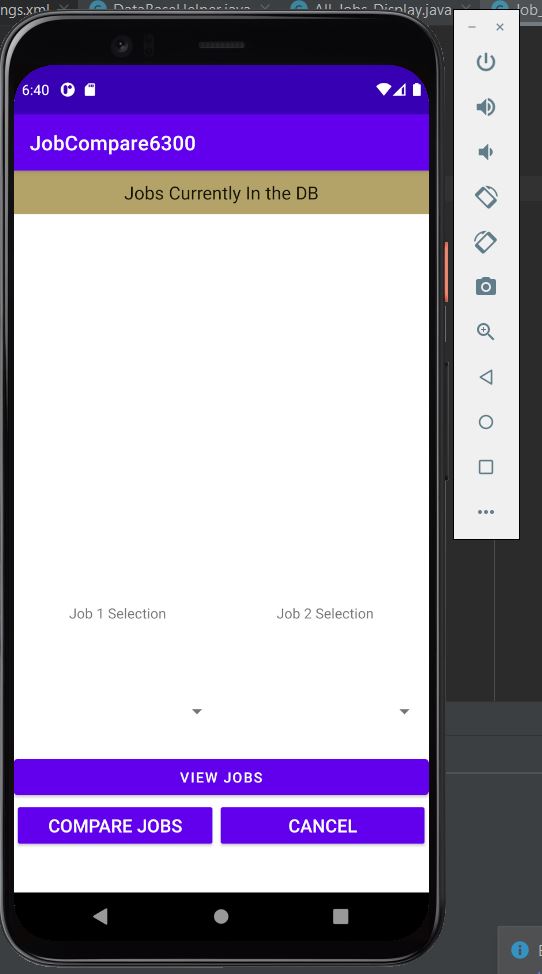 ngs.xml DataBaseHelper.java All_Jobs_Display.java
6:40
JobCompare6300
Jobs Currently In the DB
Job 1 Selection Job 2 Selection
VIEW JOBS
COMPARE JOBS CANCEL